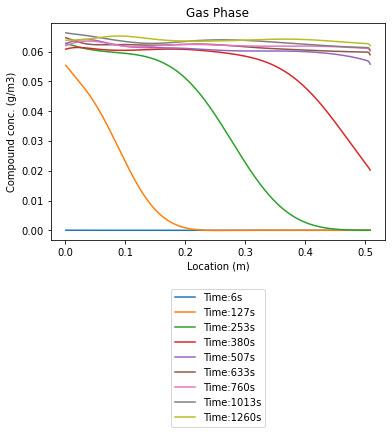 Gas Phase
Compound conc. (g/m3)
0.06
0.05
0.04
0.03
0.02
0.01
0.00
0.0 0.1 0.2 0.3 0.4 0.5
Location (m)
Time:6s
Time:127s
Time:253s
Time:380s
Time:507s
Time:633s
Time:760s
Time:1013s
Time:1260s